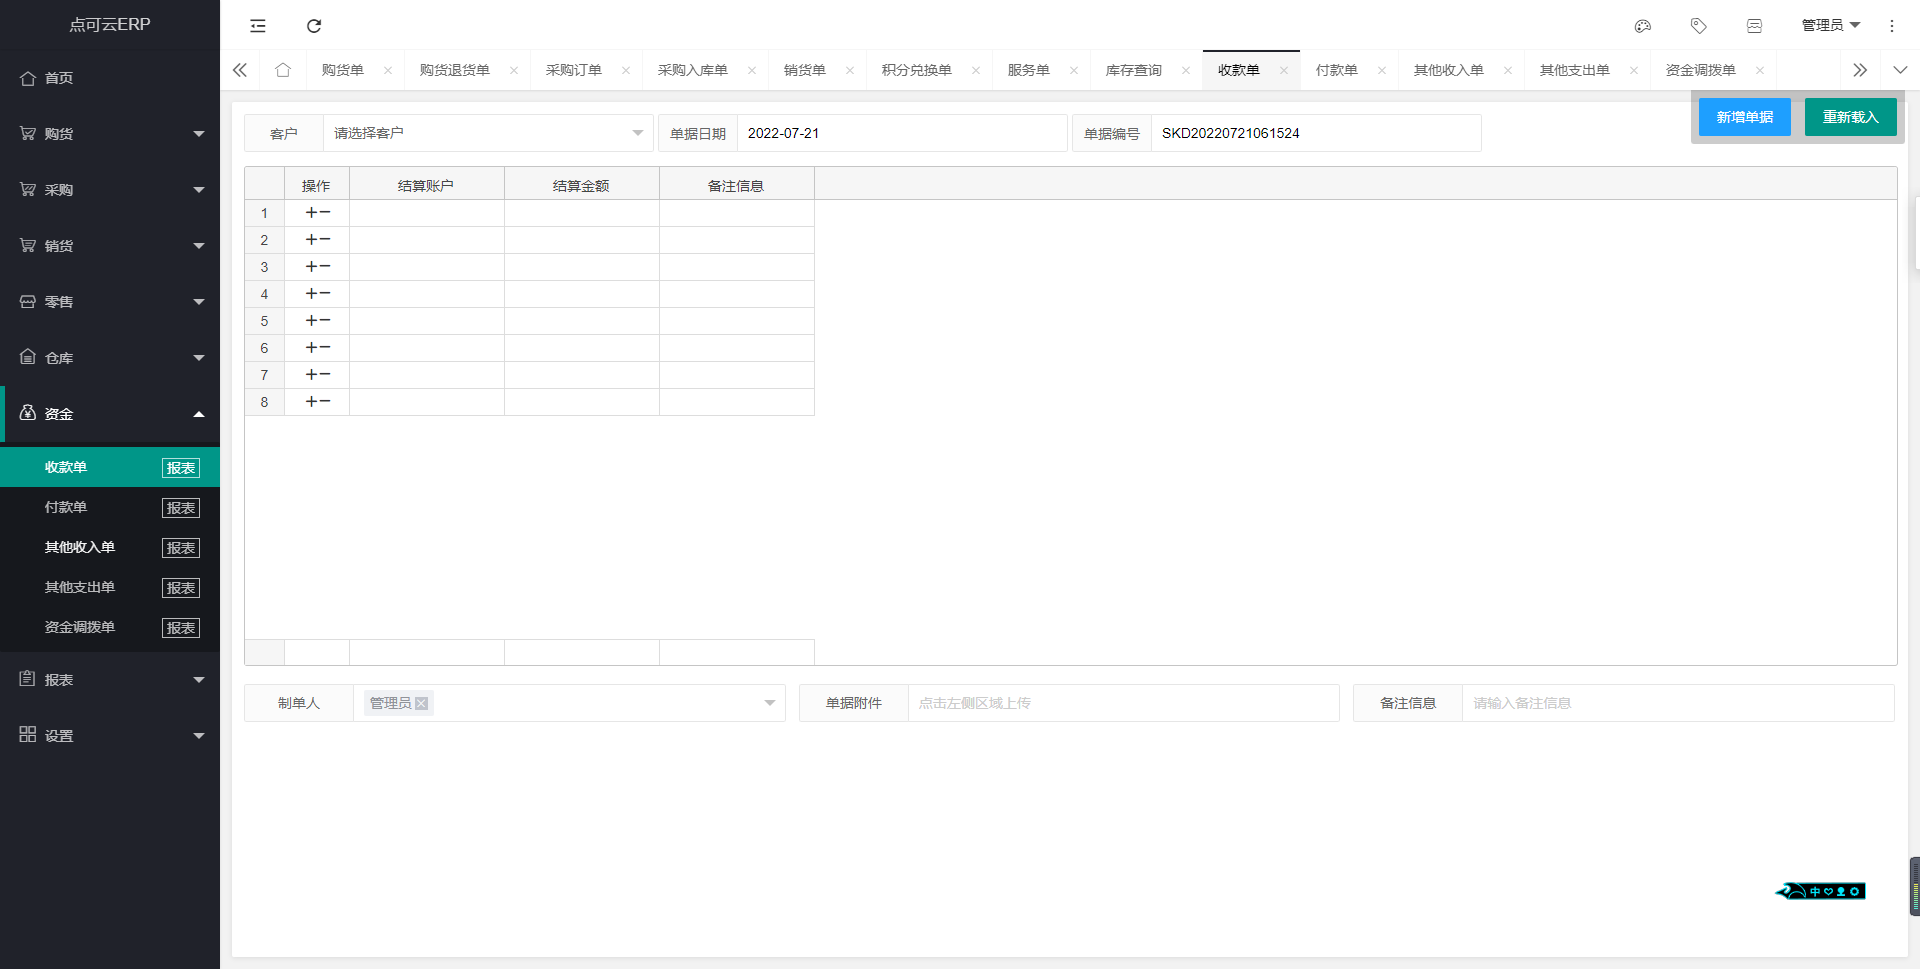 点可云ERP
管理员
购货单
购货退货单
采购订单
采购入库单
销货单
积分兑换单
服务单
库存查询
收款单
付款单
其他收入单
其他支出单
资金调拨单
首页
购货
采购
销货
零售
仓库
资金
收款单 报表
付款单 报表
其他收入单 报表
其他支出单 报表
资金调拨单 报表
报表
设置
新增单据
重新载入
客户 请选择客户
单据日期 2022-07-21
单据编号 SKD20220721061524
操作 结算账户 结算金额 备注信息
1
2
3
4
5
6
7
8
制单人 管理员
单据附件 点击左侧区域上传
备注信息 请输入备注信息
中